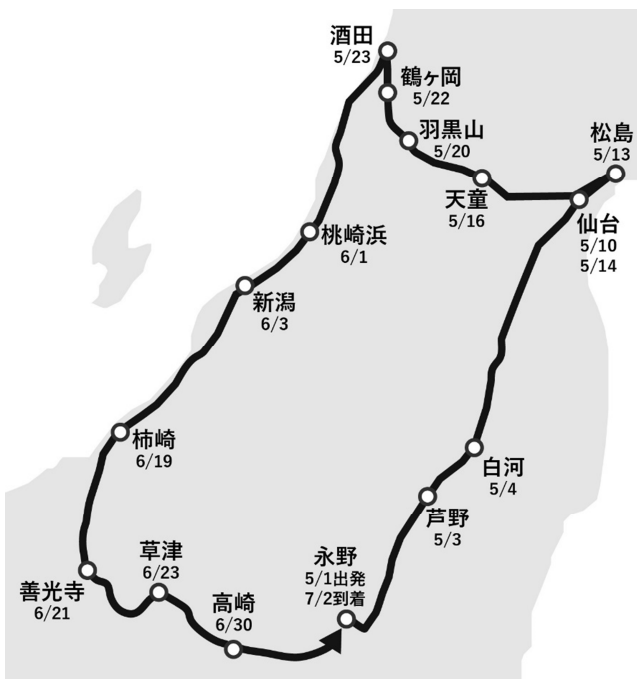 酒田
5/23
鶴ヶ岡
5/22
羽黒山
5/20
松島
5/13
天童
5/16
仙台
5/10
5/14
桃崎浜
6/1
新潟
6/3
柿崎
6/19
白河
5/4
芦野
5/3
草津
6/23
永野
5/1出発
7/2到着
善光寺
6/21
高崎
6/30